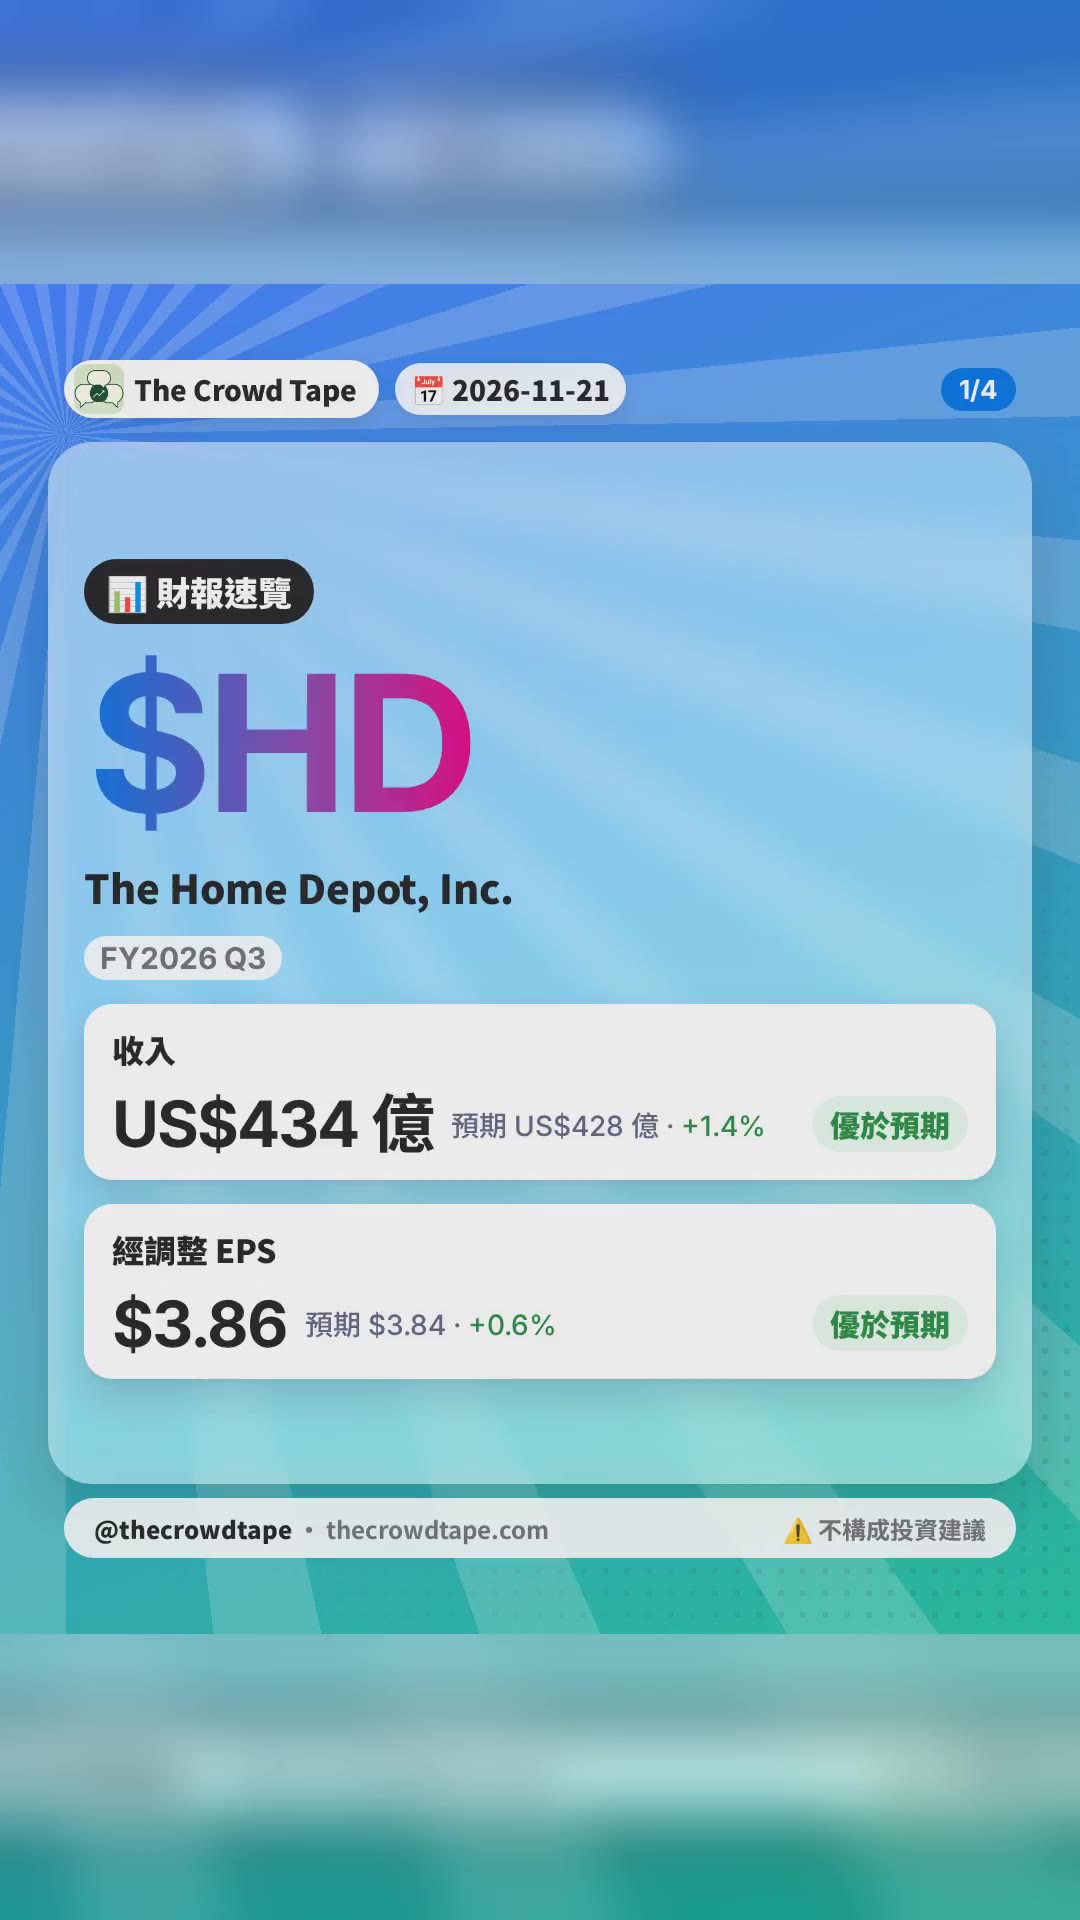 The Crowd Tape
📅 2026-11-21
1/4
📊 財報速覽
$HD
The Home Depot, Inc.
FY2026 Q3
收入
US$434 億 預期 US$428 億 · +1.4% 優於預期
經調整 EPS
$3.86 預期 $3.84 · +0.6% 優於預期
@thecrowdtape • thecrowdtape.com ⚠️ 不構成投資建議